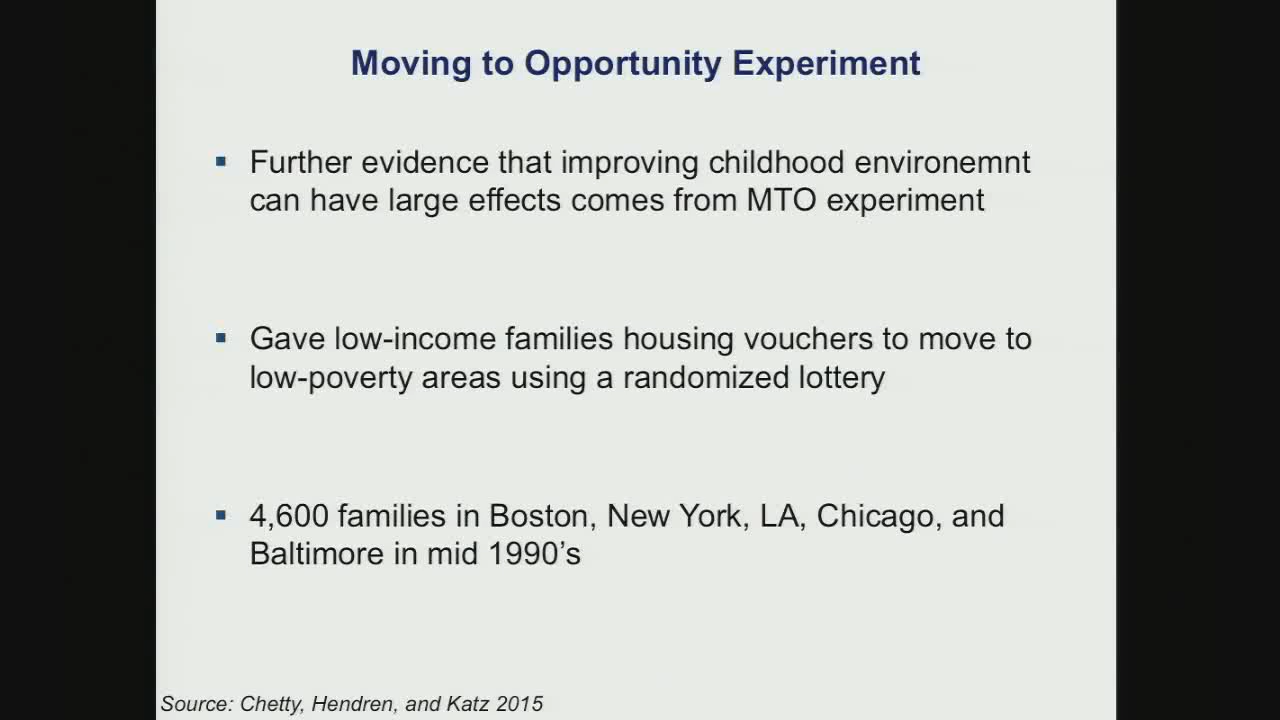 Moving to Opportunity Experiment
▪ Further evidence that improving childhood environemnt
can have large effects comes from MTO experiment
▪ Gave low-income families housing vouchers to move to
low-poverty areas using a randomized lottery
▪ 4,600 families in Boston, New York, LA, Chicago, and
Baltimore in mid 1990’s
Source: Chetty, Hendren, and Katz 2015